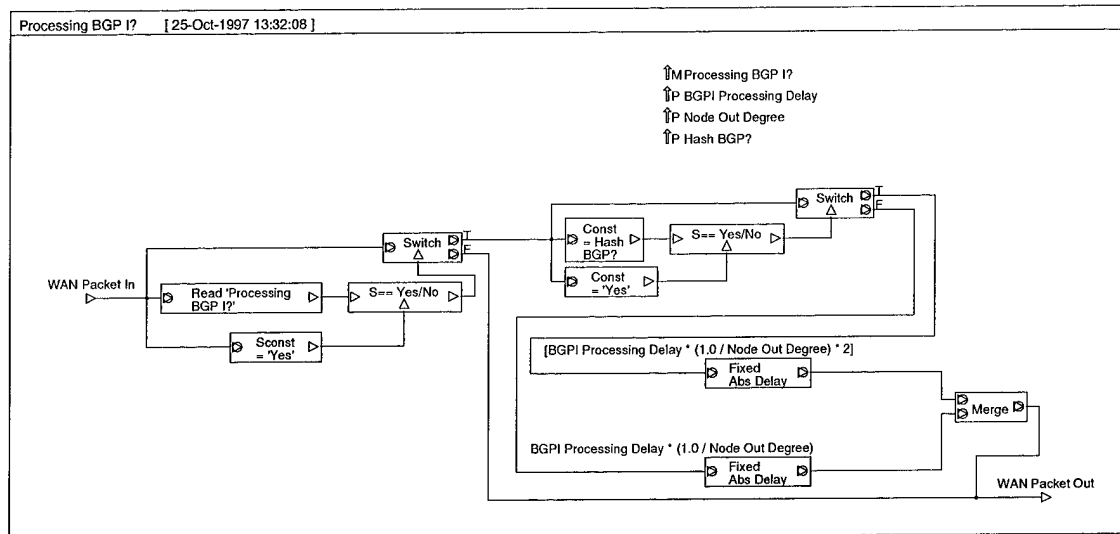 Processing BGP I? [ 25-Oct-1997 13:32:08 ]
⇑M Processing BGP I?
⇑P BGPI Processing Delay
⇑P Node Out Degree
⇑P Hash BGP?
Switch
T
F
Const
= Hash
BGP?
S== Yes/No
Const
= 'Yes'
Switch
T
F
WAN Packet In
Read 'Processing
BGP I?'
S== Yes/No
Sconst
= 'Yes'
[BGPI Processing Delay * (1.0 / Node Out Degree) * 2]
Fixed
Abs Delay
Merge
BGPI Processing Delay * (1.0 / Node Out Degree)
Fixed
Abs Delay
WAN Packet Out